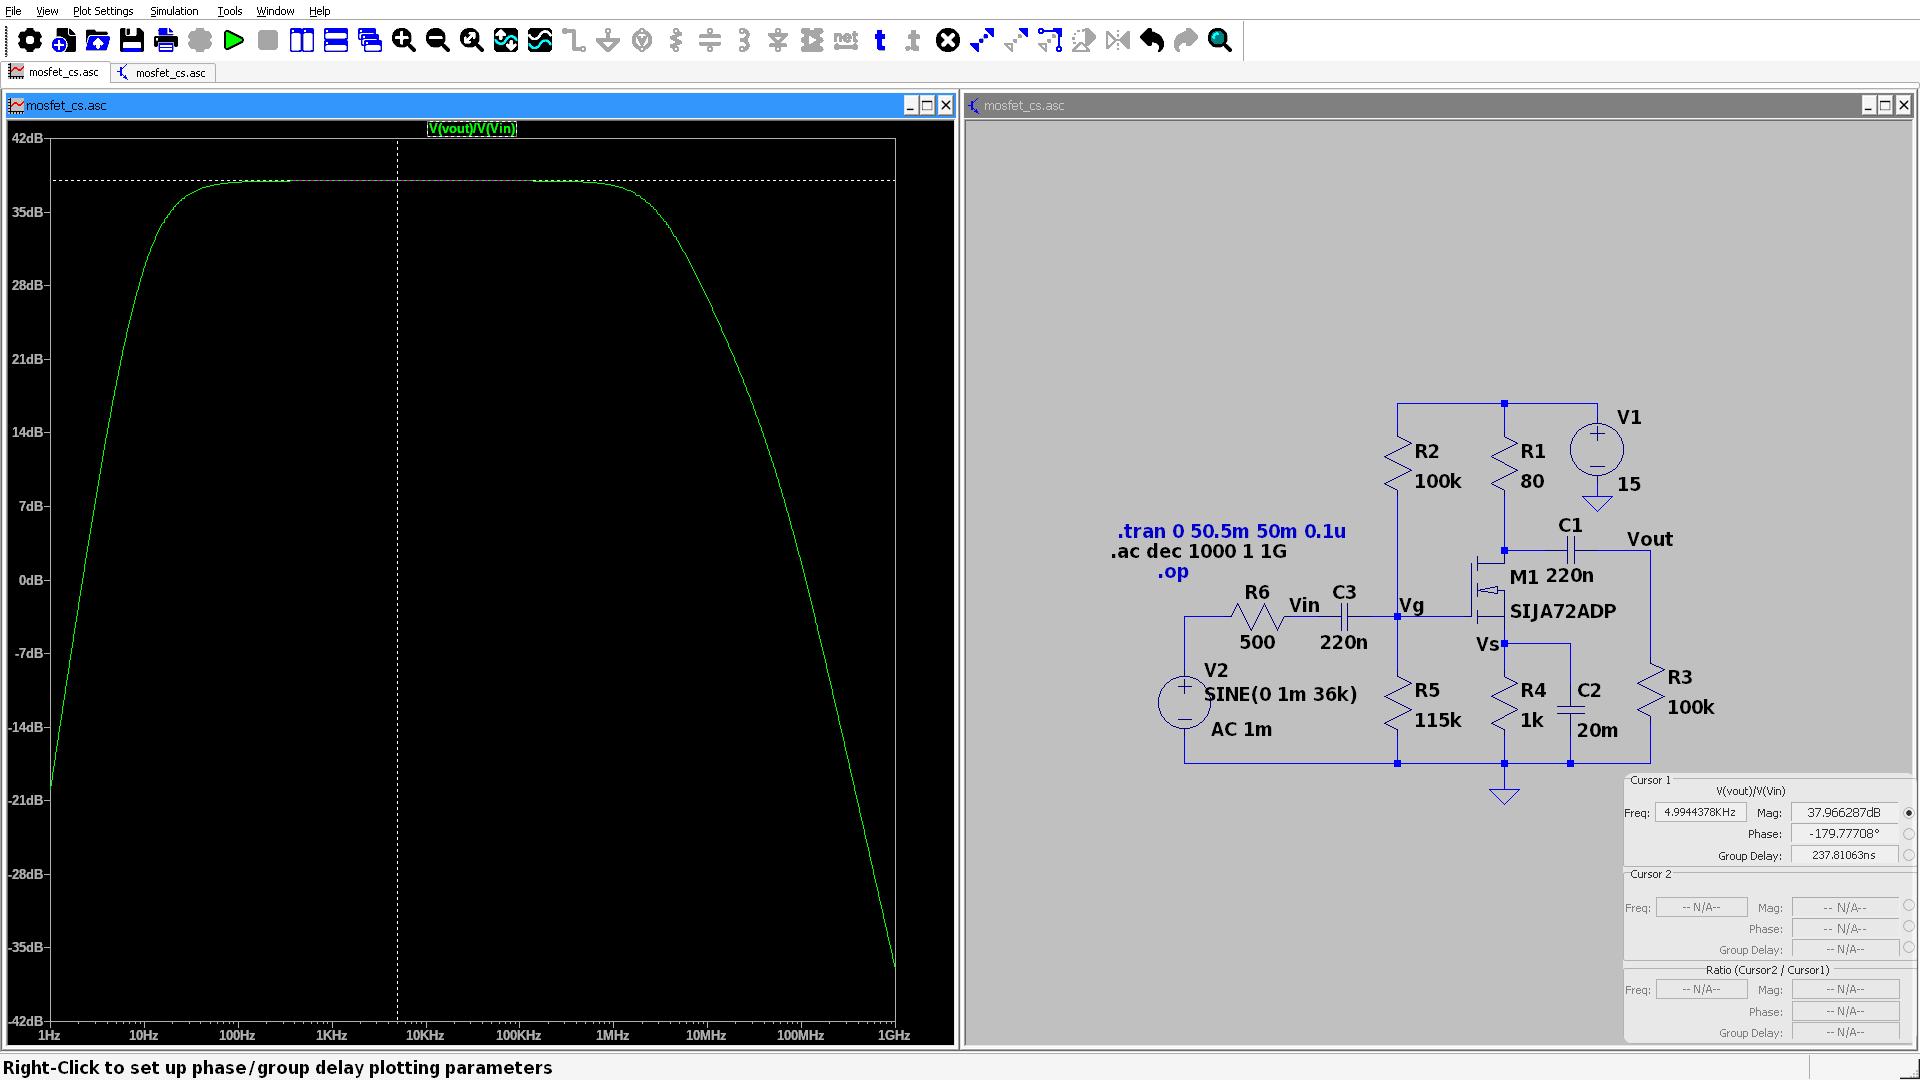 File View Plot Settings Simulation Tools Window Help
net t t
mosfet_cs.asc mosfet_cs.asc
mosfet_cs.asc
V(vout)/V(Vin)
42dB
35dB
28dB
21dB
14dB
7dB
0dB
-7dB
-14dB
-21dB
-28dB
-35dB
-42dB
1Hz 10Hz 100Hz 1KHz 10KHz 100KHz 1MHz 10MHz 100MHz 1GHz
mosfet_cs.asc
V1
15
R2
100k
R1
80
C1
220n
Vout
.tran 0 50.5m 50m 0.1u
.ac dec 1000 1 1G
.op
M1
SIJA72ADP
R6
500
Vin
C3
220n
Vg
Vs
V2
SINE(0 1m 36k)
AC 1m
R5
115k
R4
1k
C2
20m
R3
100k
Cursor 1
V(vout)/V(Vin)
Freq: 4.9944378KHz Mag: 37.966287dB
Phase: -179.77708°
Group Delay: 237.81063ns
Cursor 2
Freq: -- N/A-- Mag: -- N/A--
Phase: -- N/A--
Group Delay: -- N/A--
Ratio (Cursor2 / Cursor1)
Freq: -- N/A-- Mag: -- N/A--
Phase: -- N/A--
Group Delay: -- N/A--
Right-Click to set up phase/group delay plotting parameters